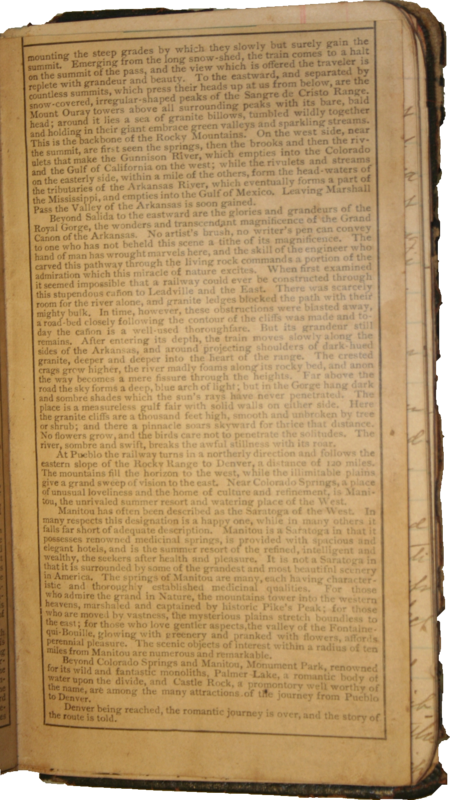 mounting the steep grades by which they slowly but surely gain the
summit. Emerging from the long snow-shed, the train comes to a halt
on the summit of the pass, and the view which is offered the traveler is
replete with grandeur and beauty. To the eastward, and separated by
countless summits, which press their heads up at us from below, are the
snow-covered, irregular-shaped peaks of the Sangre de Cristo Range.
Mount Ouray towers above all surrounding peaks with its bare, bald
head; around it lies a sea of granite billows, tumbled wildly together
and holding in their giant embrace green valleys and sparkling streams.
This is the backbone of the Rocky Mountains. On the west side, near
the summit, are first seen the springs, then the brooks and then the riv-
ulets that make the Gunnison River, which empties into the Colorado
and the Gulf of California on the west; while the rivulets and streams
on the easterly side, within a mile of the others, form the head-waters of
the tributaries of the Arkansas River, which eventually forms a part of
the Mississippi, and empties into the Gulf of Mexico. Leaving Marshall
Pass the Valley of the Arkansas is soon gained.
Beyond Salida to the eastward are the glories and grandeurs of the
Royal Gorge, the wonders and transcendant magnificence of the Grand
Cañon of the Arkansas. No artist's brush, no writer's pen can convey
to one who has not beheld this scene a tithe of its magnificence. The
hand of man has wrought marvels here, and the skill of the engineer who
carved this pathway through the living rock commands a portion of the
admiration which this miracle of nature excites. When first examined
it seemed impossible that a railway could ever be constructed through
this stupendous cañon to Leadville and the East. There was scarcely
room for the river alone, and granite ledges blocked the path with their
mighty bulk. In time, however, these obstructions were blasted away,
a road-bed closely following the contour of the cliffs was made and to-
day the cañon is a well-used thoroughfare. But its grandeur still
remains. After entering its depth, the train moves slowly along the
sides of the Arkansas, and around projecting shoulders of dark-hued
granite, deeper and deeper into the heart of the range. The crested
crags grow higher, the river madly foams along its rocky bed, and anon
the way becomes a mere fissure through the heights. Far above the
road the sky forms a deep, blue arch of light; but in the Gorge hang dark
and sombre shades which the sun's rays have never penetrated. The
place is a measureless gulf fair with solid walls on either side. Here
the granite cliffs are a thousand feet high, smooth and unbroken by tree
or shrub; and there a pinnacle soars skyward for thrice that distance.
No flowers grow, and the birds care not to penetrate the solitudes. The
river, sombre and swift, breaks the awful stillness with its roar.
At Pueblo the railway turns in a northerly direction and follows the
eastern slope of the Rocky Range to Denver, a distance of 120 miles.
The mountains fill the horizon to the west, while the illimitable plains
give a grand sweep of vision to the east. Near Colorado Springs, a place
of unusual loveliness and the home of culture and refinement, is Mani-
tou, the unrivaled summer resort and watering place of the West.
Manitou has often been described as the Saratoga of the West. In
many respects this designation is a happy one, while in many others it
falls far short of adequate description. Manitou is a Saratoga in that it
possesses renowned medicinal springs, is provided with spacious and
elegant hotels, and is the summer resort of the refined, intelligent and
wealthy, the seekers after health and pleasure. It is not a Saratoga in
that it is surrounded by some of the grandest and most beautiful scenery
in America. The springs of Manitou are many, each having character-
istic and thoroughly established medicinal qualities. For those
who admire the grand in Nature, the mountains tower into the western
heavens, marshaled and captained by historic Pike's Peak; for those
who are moved by vastness, the mysterious plains stretch boundless to
the east; for those who love gentler aspects, the valley of the Fontaine-
qui-Bouille, glowing with greenery and pranked with flowers, affords
perennial pleasure. The scenic objects of interest within a radius of ten
miles from Manitou are numerous and remarkable.
Beyond Colorado Springs and Manitou, Monument Park, renowned
for its wild and fantastic monoliths, Palmer Lake, a romantic body of
water upon the divide, and Castle Rock, a promontory well worthy of
the name, are among the many attractions of the journey from Pueblo
to Denver.
Denver being reached, the romantic journey is over, and the story of
the route is told.